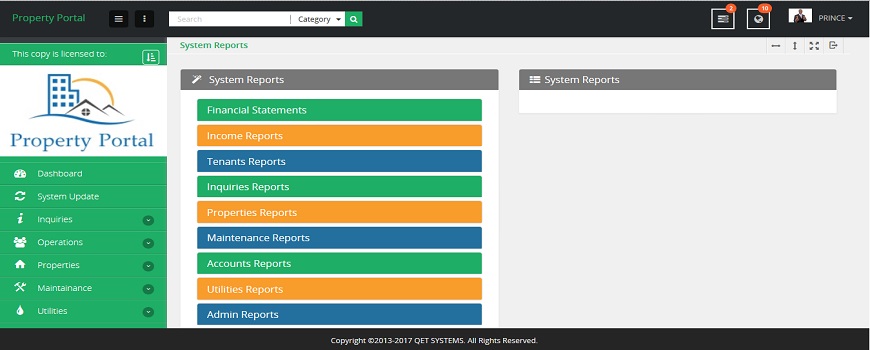 Property Portal
Search
Category
2
10
PRINCE
This copy is licensed to:
System Reports
Property Portal
Dashboard
System Update
Inquiries
Operations
Properties
Maintainance
Utilities
System Reports
Financial Statements
Income Reports
Tenants Reports
Inquiries Reports
Properties Reports
Maintenance Reports
Accounts Reports
Utilities Reports
Admin Reports
System Reports
Copyright ©2013-2017 QET SYSTEMS. All Rights Reserved.